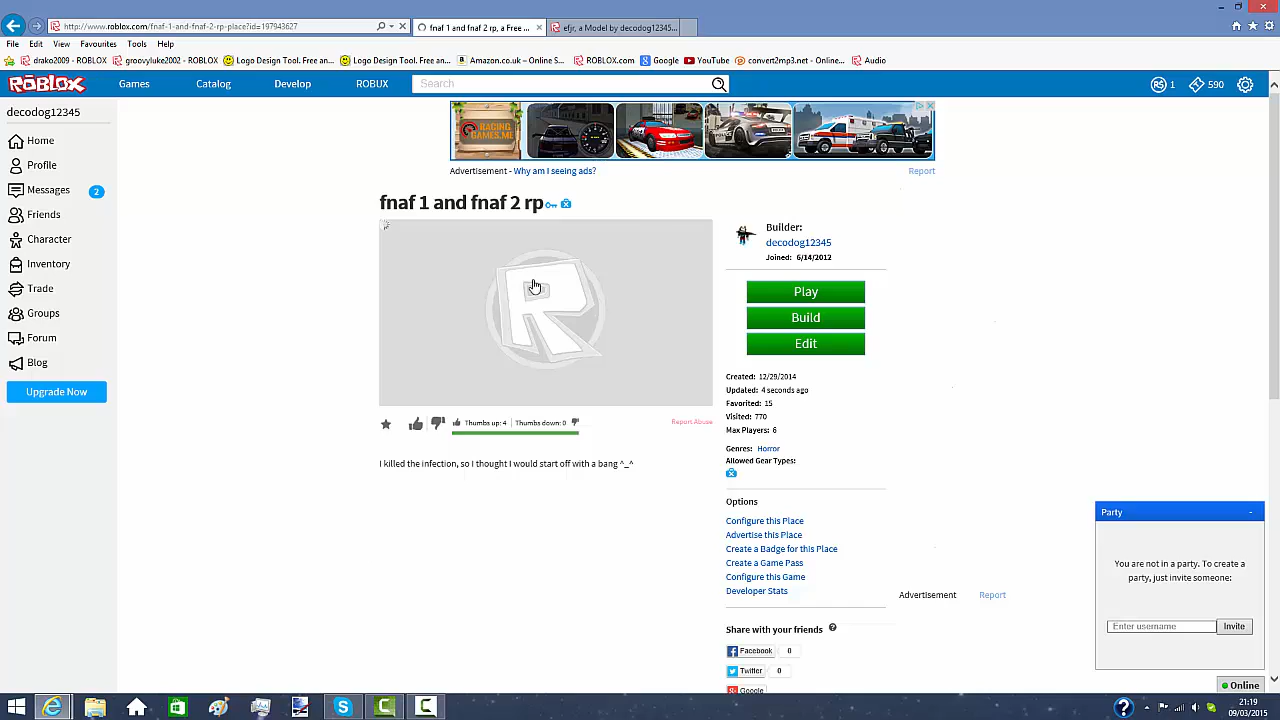 http://www.roblox.com/fnaf-1-and-fnaf-2-rp-place?id=197943627
fnaf 1 and fnaf 2 rp, a Free ...
efjr, a Model by decodog12345...
File Edit View Favourites Tools Help
drako2009 - ROBLOX
groovyluke2002 - ROBLOX
Logo Design Tool. Free an...
Logo Design Tool. Free an...
Amazon.co.uk – Online S...
ROBLOX.com
Google
YouTube
convert2mp3.net - Online...
Audio
ROBLOX
Games
Catalog
Develop
ROBUX
Search
R$ 1
590
decodog12345
Home
Profile
Messages 2
Friends
Character
Inventory
Trade
Groups
Forum
Blog
Upgrade Now
RACING GAMES.ME
Advertisement - Why am I seeing ads?
Report
fnaf 1 and fnaf 2 rp
Builder:
decodog12345
Joined: 6/14/2012
Play
Build
Edit
Created: 12/29/2014
Updated: 4 seconds ago
Favorited: 15
Visited: 770
Max Players: 6
Genres: Horror
Allowed Gear Types:
Thumbs up: 4 | Thumbs down: 0
Report Abuse
I killed the infection, so I thought I would start off with a bang ^_^
Options
Configure this Place
Advertise this Place
Create a Badge for this Place
Create a Game Pass
Configure this Game
Developer Stats
Advertisement
Report
Share with your friends ?
Facebook 0
Twitter 0
Google
Party -
You are not in a party. To create a
party, just invite someone:
Enter username
Invite
Online
21:19
09/03/2015